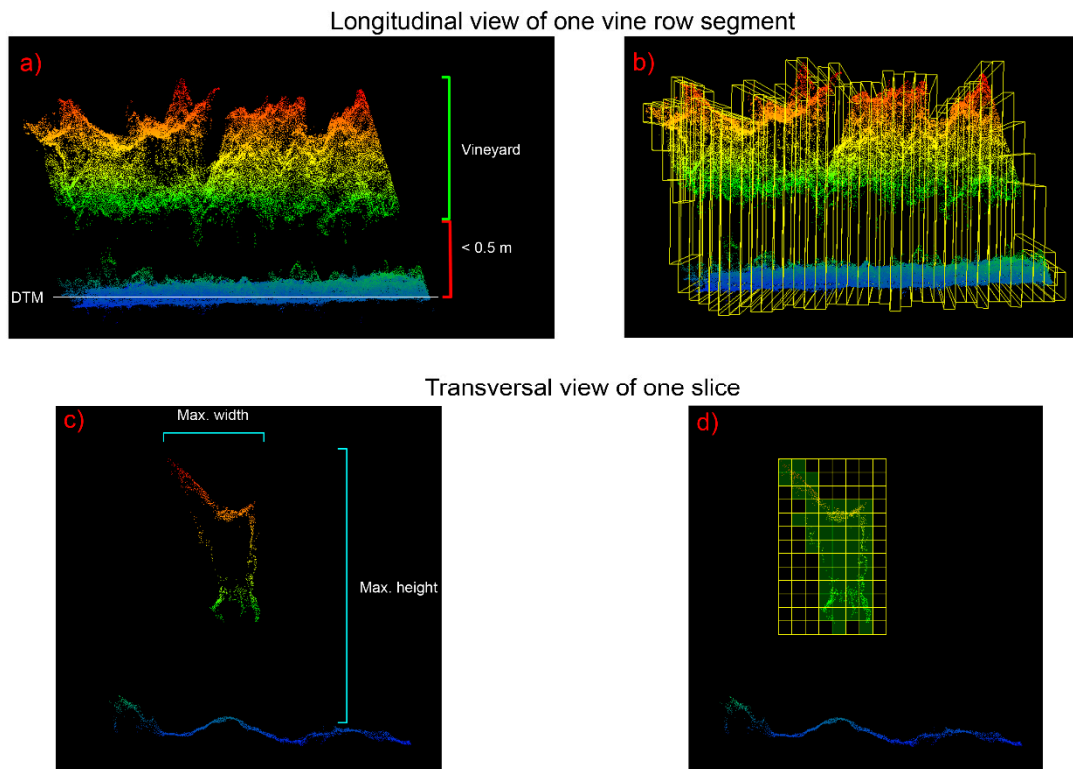 Longitudinal view of one vine row segment
a)
b)
Vineyard
< 0.5 m
DTM
Transversal view of one slice
c)
Max. width
d)
Max. height